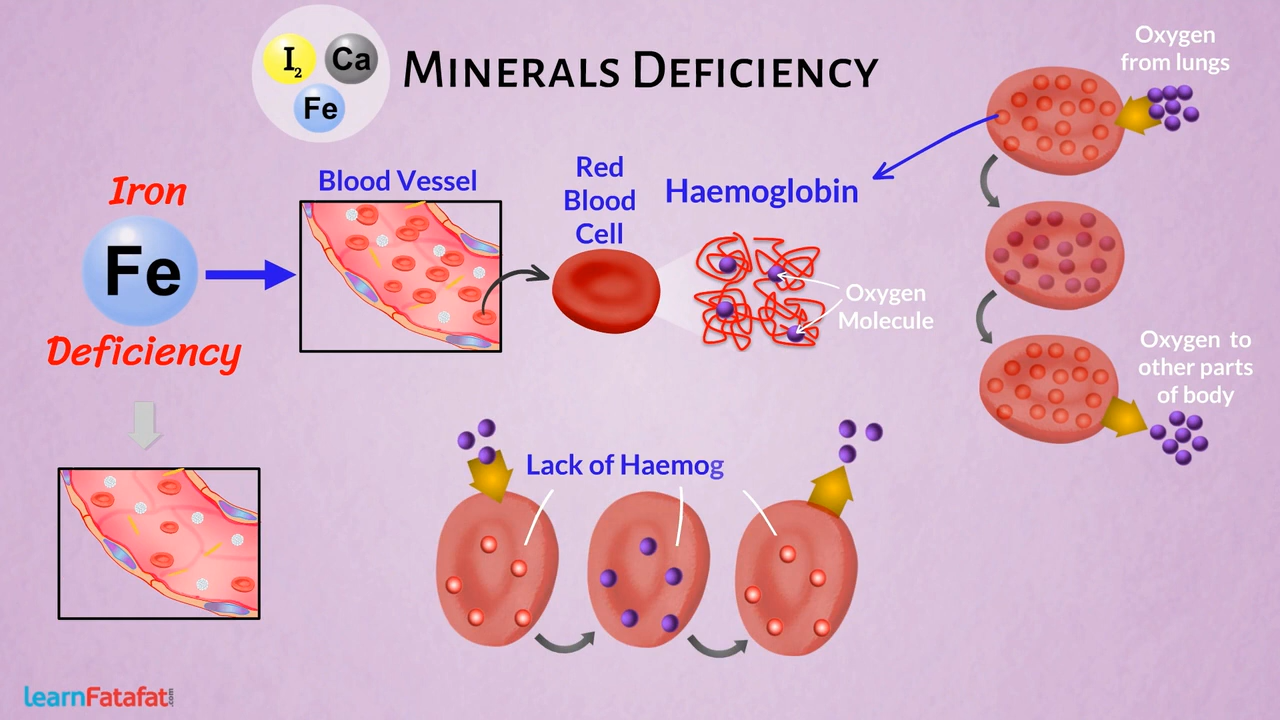 I2
Ca
Fe
Minerals Deficiency
Oxygen
from lungs
Iron
Fe
Deficiency
Blood Vessel
Red
Blood
Cell
Haemoglobin
Oxygen
Molecule
Oxygen to
other parts
of body
Lack of Haemog
learnFatafat.com